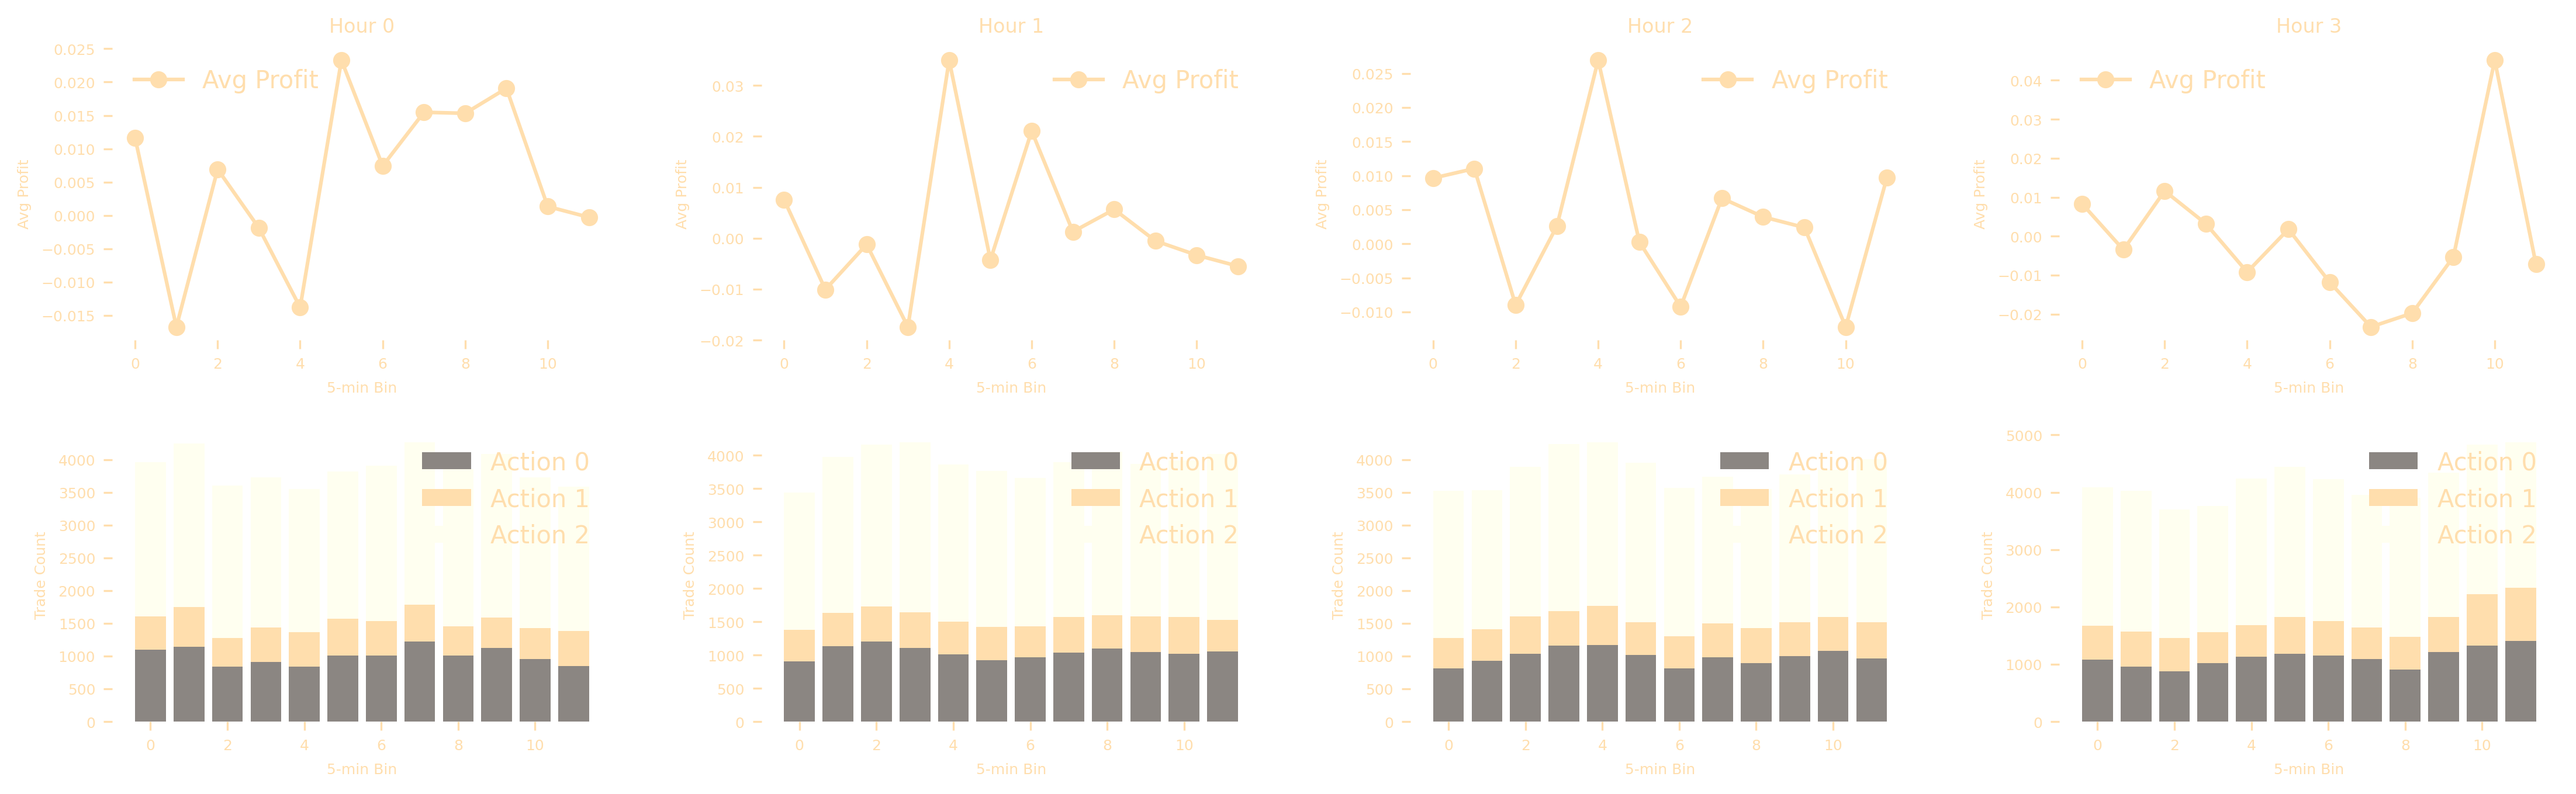 Hour 0
0.025
0.020
0.015
0.010
0.005
0.000
−0.005
−0.010
−0.015
Avg Profit
Avg Profit
0 2 4 6 8 10
5-min Bin
Hour 1
0.03
0.02
0.01
0.00
−0.01
−0.02
Avg Profit
Avg Profit
0 2 4 6 8 10
5-min Bin
Hour 2
0.025
0.020
0.015
0.010
0.005
0.000
−0.005
−0.010
Avg Profit
Avg Profit
0 2 4 6 8 10
5-min Bin
Hour 3
0.04
0.03
0.02
0.01
0.00
−0.01
−0.02
Avg Profit
Avg Profit
0 2 4 6 8 10
5-min Bin
4000
3500
3000
2500
2000
1500
1000
500
0
Trade Count
Action 0
Action 1
Action 2
0 2 4 6 8 10
5-min Bin
4000
3500
3000
2500
2000
1500
1000
500
0
Trade Count
Action 0
Action 1
Action 2
0 2 4 6 8 10
5-min Bin
4000
3500
3000
2500
2000
1500
1000
500
0
Trade Count
Action 0
Action 1
Action 2
0 2 4 6 8 10
5-min Bin
5000
4000
3000
2000
1000
0
Trade Count
Action 0
Action 1
Action 2
0 2 4 6 8 10
5-min Bin